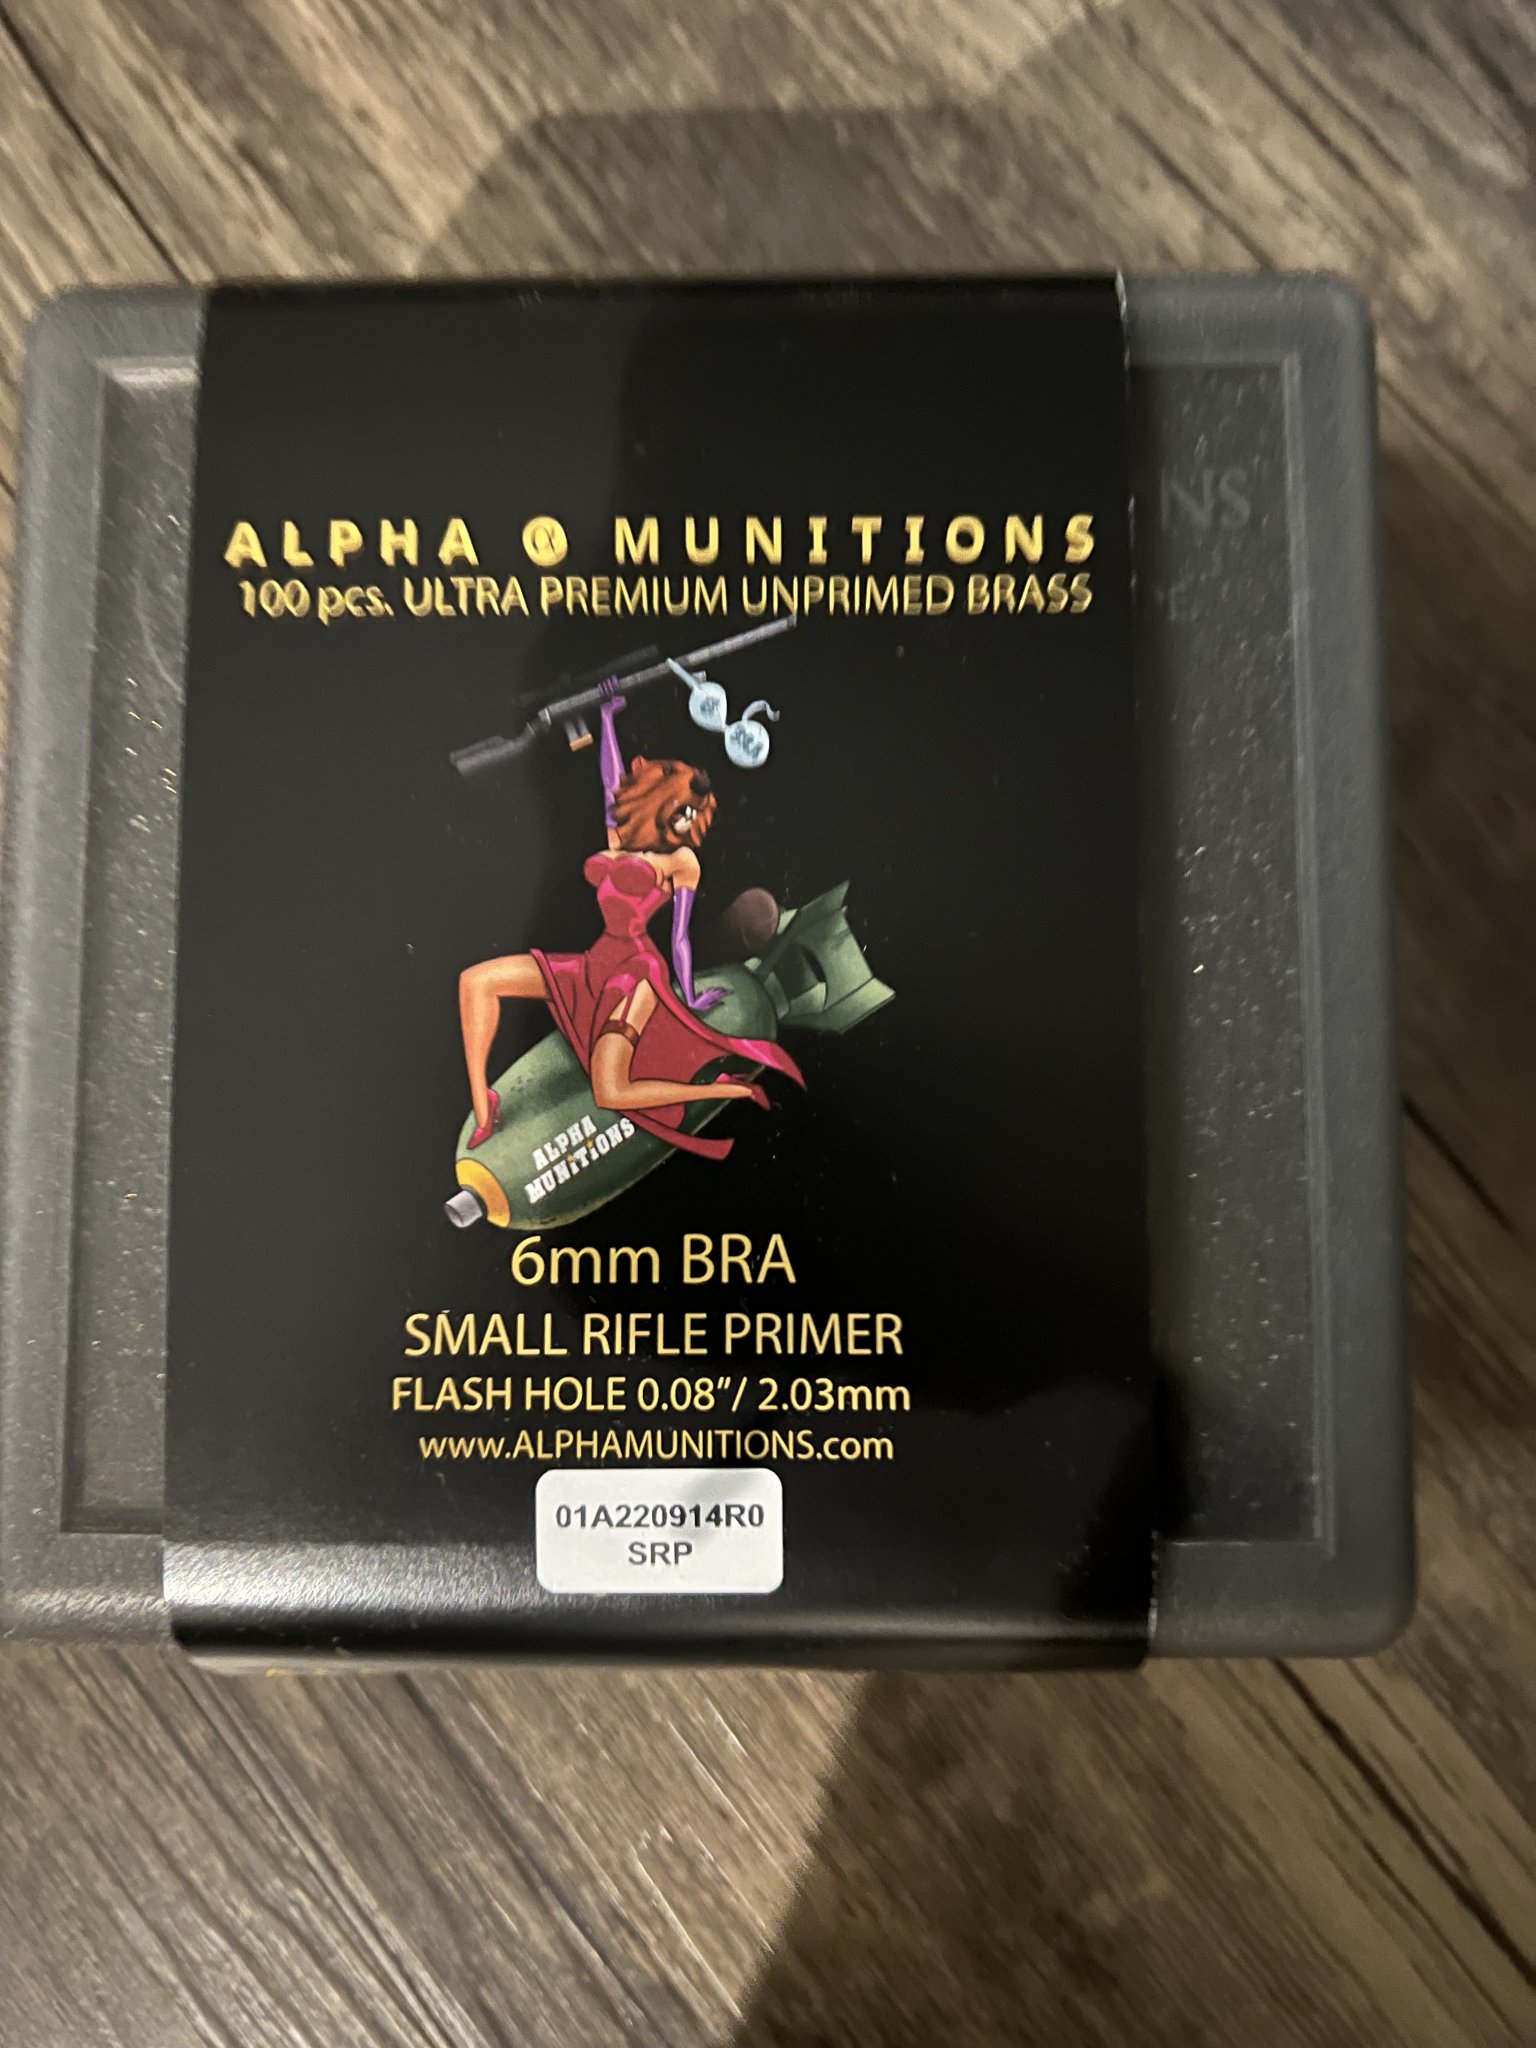 ALPHA MUNITIONS
100 pcs. ULTRA PREMIUM UNPRIMED BRASS
NS
ALPHA
MUNITIONS
6mm BRA
SMALL RIFLE PRIMER
FLASH HOLE 0.08"/ 2.03mm
www.ALPHAMUNITIONS.com
01A220914R0
SRP